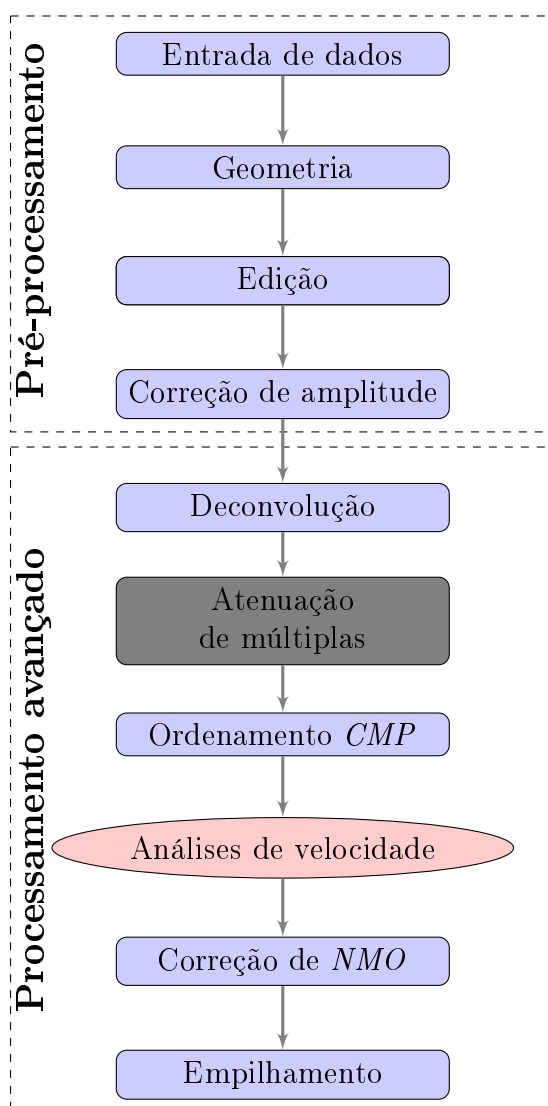 Pré-processamento
Entrada de dados
Geometria
Edição
Correção de amplitude
Processamento avançado
Deconvolução
Atenuação
de múltiplas
Ordenamento CMP
Análises de velocidade
Correção de NMO
Empilhamento